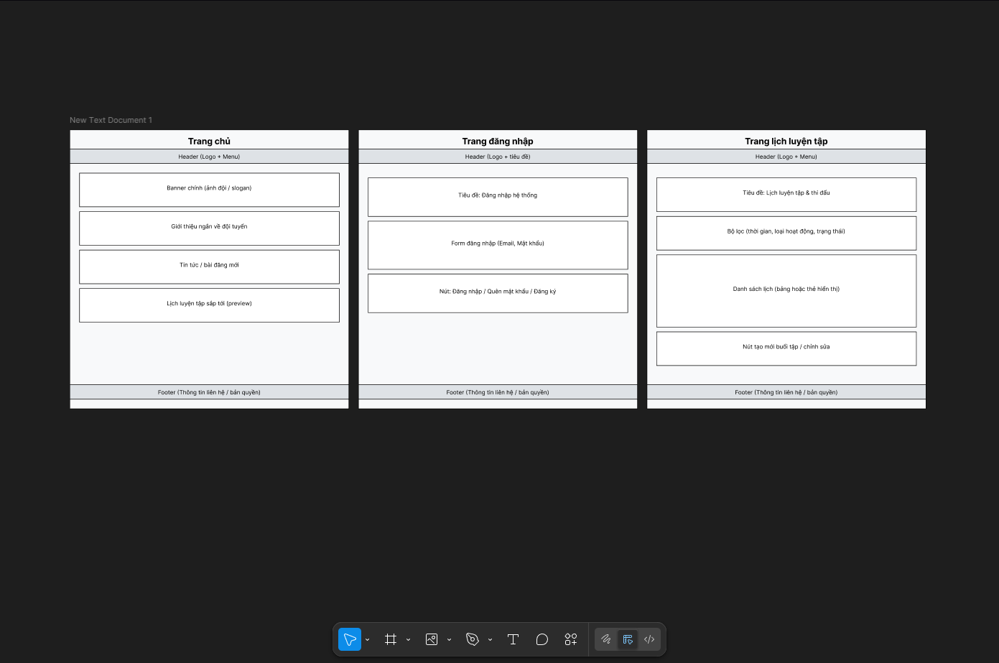 New Text Document 1
Trang chủ
Header (Logo + Menu)
Banner chính (ảnh đội / slogan)
Giới thiệu ngắn về đội tuyển
Tin tức / bài đăng mới
Lịch luyện tập sắp tới (preview)
Footer (Thông tin liên hệ / bản quyền)
Trang đăng nhập
Header (Logo + tiêu đề)
Tiêu đề: Đăng nhập hệ thống
Form đăng nhập (Email, Mật khẩu)
Nút: Đăng nhập / Quên mật khẩu / Đăng ký
Footer (Thông tin liên hệ / bản quyền)
Trang lịch luyện tập
Header (Logo + Menu)
Tiêu đề: Lịch luyện tập & thi đấu
Bộ lọc (thời gian, loại hoạt động, trạng thái)
Danh sách lịch (bảng hoặc thẻ hiển thị)
Nút tạo mới buổi tập / chỉnh sửa
Footer (Thông tin liên hệ / bản quyền)